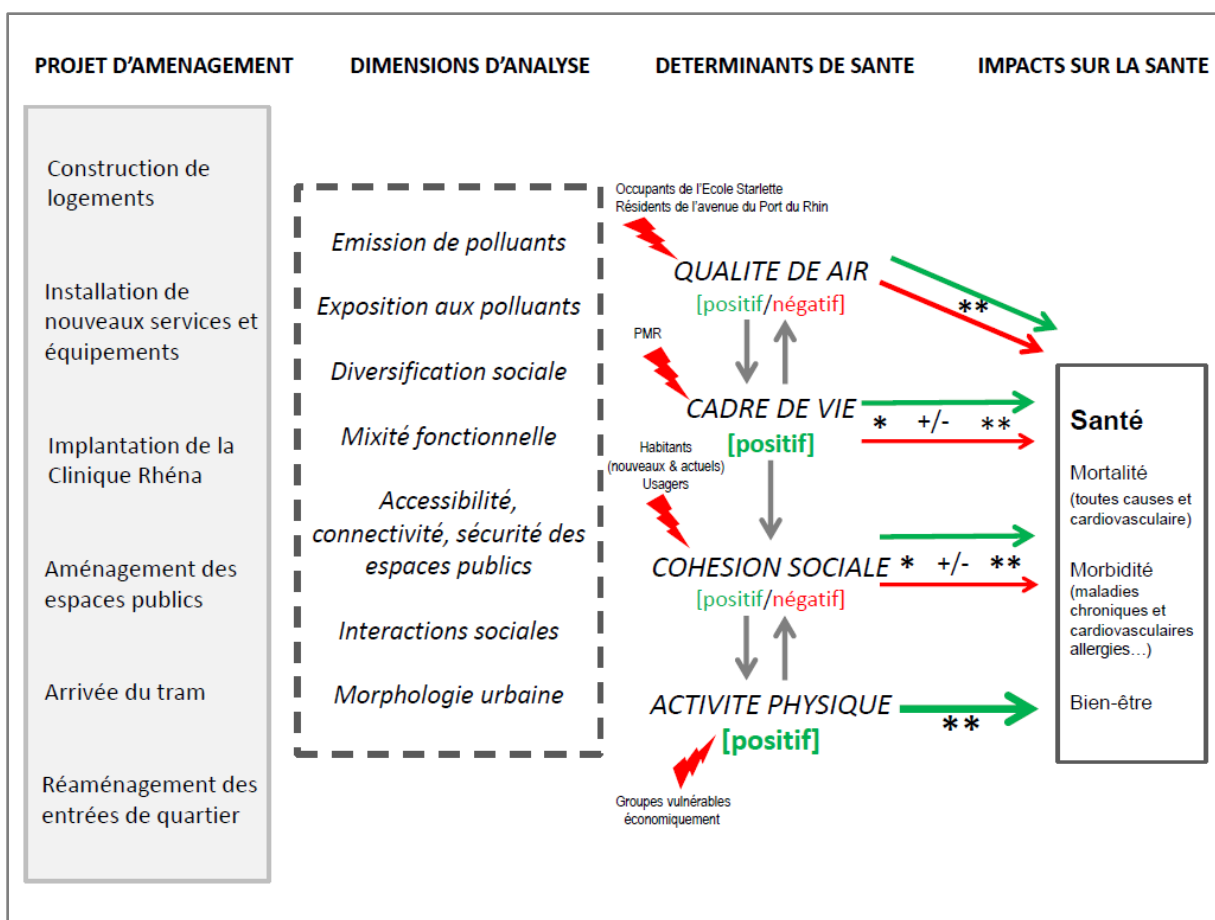 PROJET D’AMENAGEMENT
DIMENSIONS D’ANALYSE
DETERMINANTS DE SANTE
IMPACTS SUR LA SANTE
Construction de
logements
Installation de
nouveaux services et
équipements
Implantation de la
Clinique Rhéna
Aménagement des
espaces publics
Arrivée du tram
Réaménagement des
entrées de quartier
Emission de polluants
Exposition aux polluants
Diversification sociale
Mixité fonctionnelle
Accessibilité,
connectivité, sécurité des
espaces publics
Interactions sociales
Morphologie urbaine
Occupants de l’Ecole Starlette
Résidents de l’avenue du Port du Rhin
QUALITE DE AIR
[positif/négatif]
**
PMR
CADRE DE VIE
* +/- **
[positif]
Habitants
(nouveaux & actuels)
Usagers
COHESION SOCIALE
* +/- **
[positif/négatif]
ACTIVITE PHYSIQUE
**
[positif]
Groupes vulnérables
économiquement
Santé
Mortalité
(toutes causes et
cardiovasculaire)
Morbidité
(maladies
chroniques et
cardiovasculaires
allergies…)
Bien-être